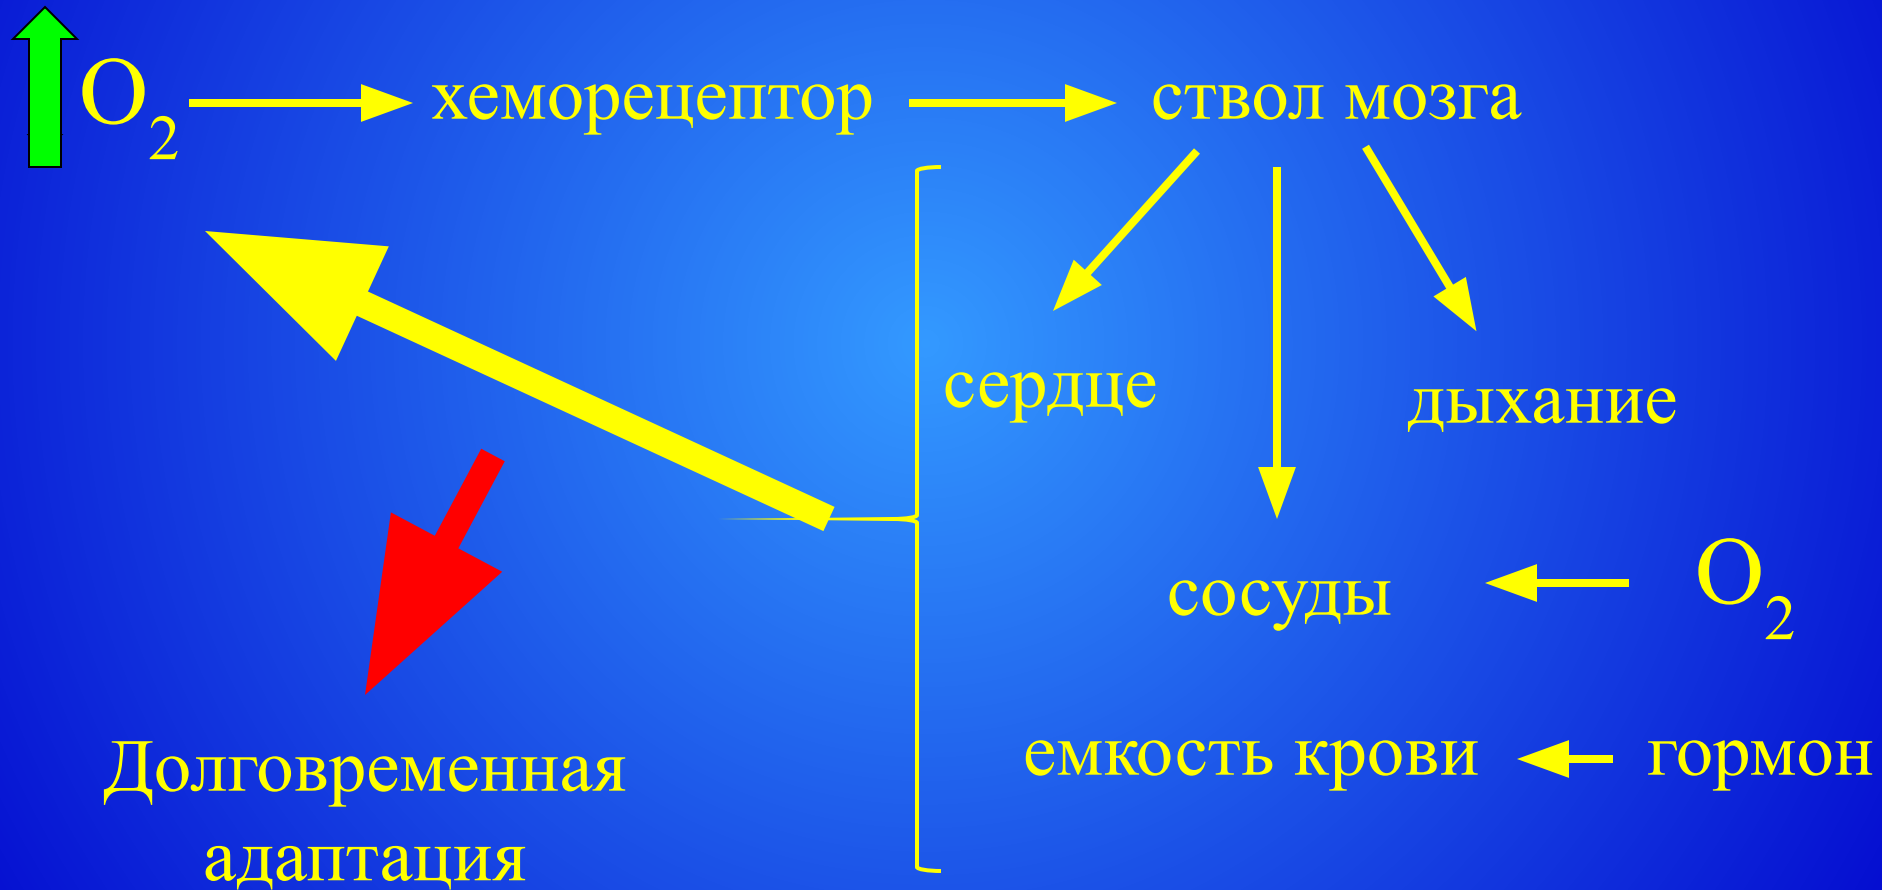 O₂ хеморецептор ствол мозга
сердце дыхание
сосуды O₂
емкость крови гормон
Долговременная
адаптация